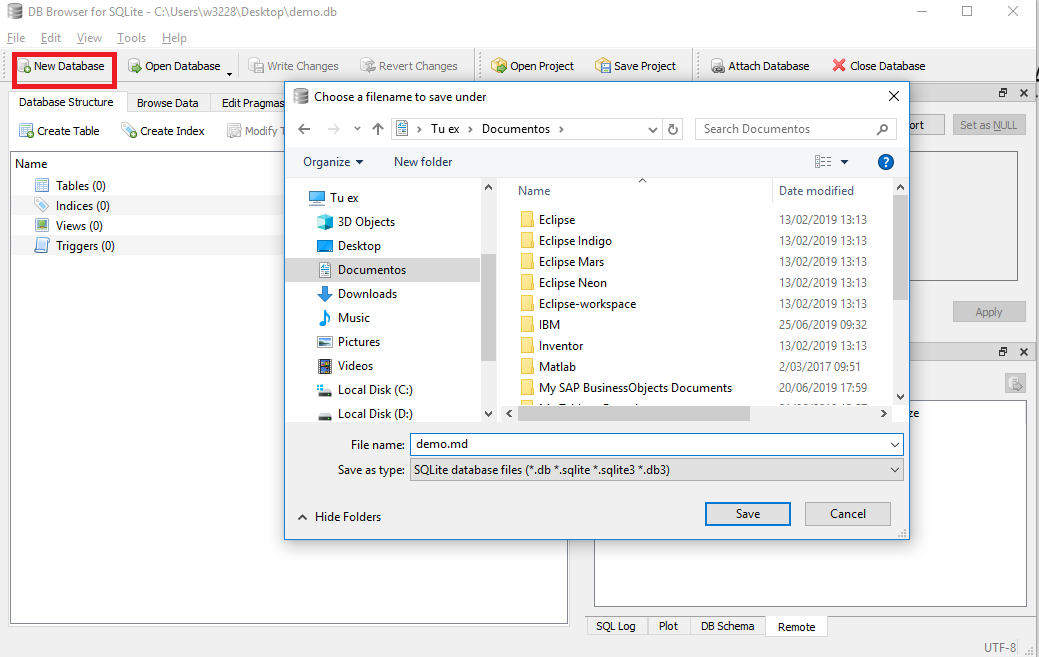 DB Browser for SQLite - C:\Users\w3228\Desktop\demo.db
File Edit View Tools Help
New Database Open Database Write Changes Revert Changes Open Project Save Project Attach Database Close Database
Database Structure Browse Data Edit Pragmas
Create Table Create Index Modify T
Name
Tables (0)
Indices (0)
Views (0)
Triggers (0)
Choose a filename to save under
Tu ex > Documentos >
Search Documentos
Organize New folder
Tu ex
3D Objects
Desktop
Documentos
Downloads
Music
Pictures
Videos
Local Disk (C:)
Local Disk (D:)
Name Date modified
Eclipse 13/02/2019 13:13
Eclipse Indigo 13/02/2019 13:13
Eclipse Mars 13/02/2019 13:13
Eclipse Neon 13/02/2019 13:13
Eclipse-workspace 13/02/2019 13:13
IBM 25/06/2019 09:32
Inventor 13/02/2019 13:13
Matlab 2/03/2017 09:51
My SAP BusinessObjects Documents 20/06/2019 17:59
File name: demo.md
Save as type: SQLite database files (*.db *.sqlite *.sqlite3 *.db3)
Hide Folders
Save Cancel
ort Set as NULL
Apply
ze
SQL Log Plot DB Schema Remote
UTF-8